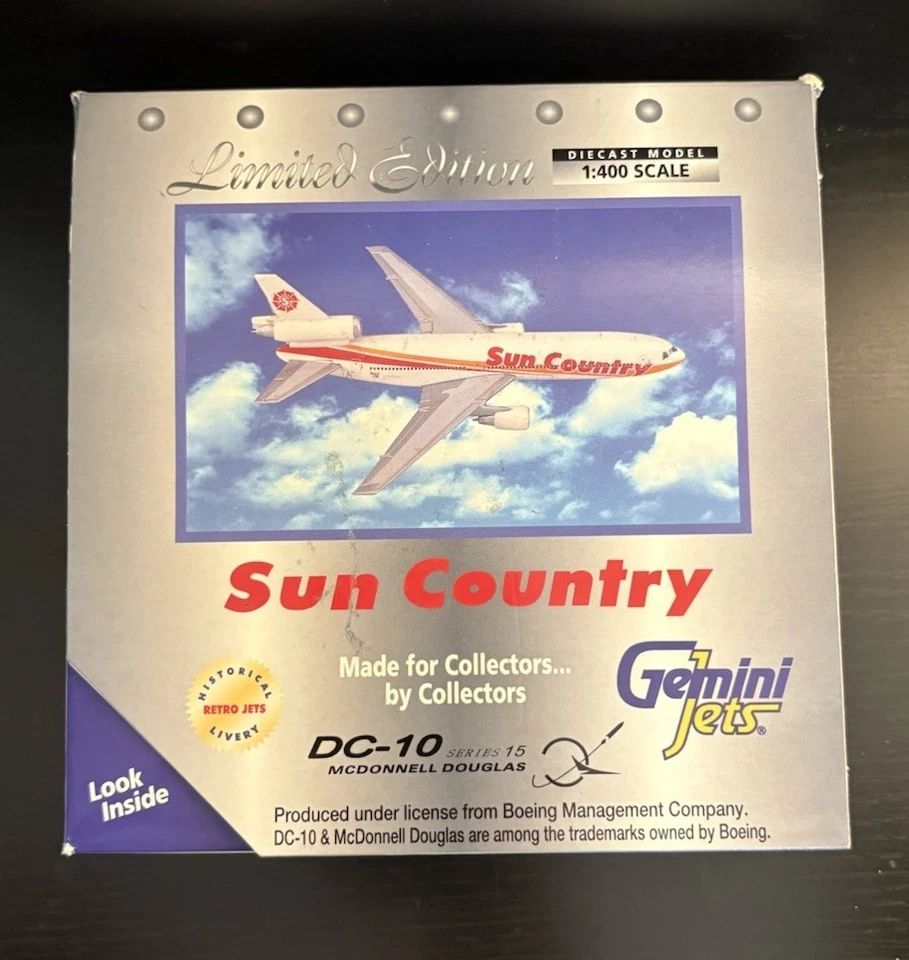 Limited Edition
DIECAST MODEL
1:400 SCALE
Sun Country
Sun Country
HISTORICAL
RETRO JETS
LIVERY
Made for Collectors...
by Collectors
Gemini
Jets®
DC-10 SERIES 15
MCDONNELL DOUGLAS
Look
Inside
Produced under license from Boeing Management Company.
DC-10 & McDonnell Douglas are among the trademarks owned by Boeing.